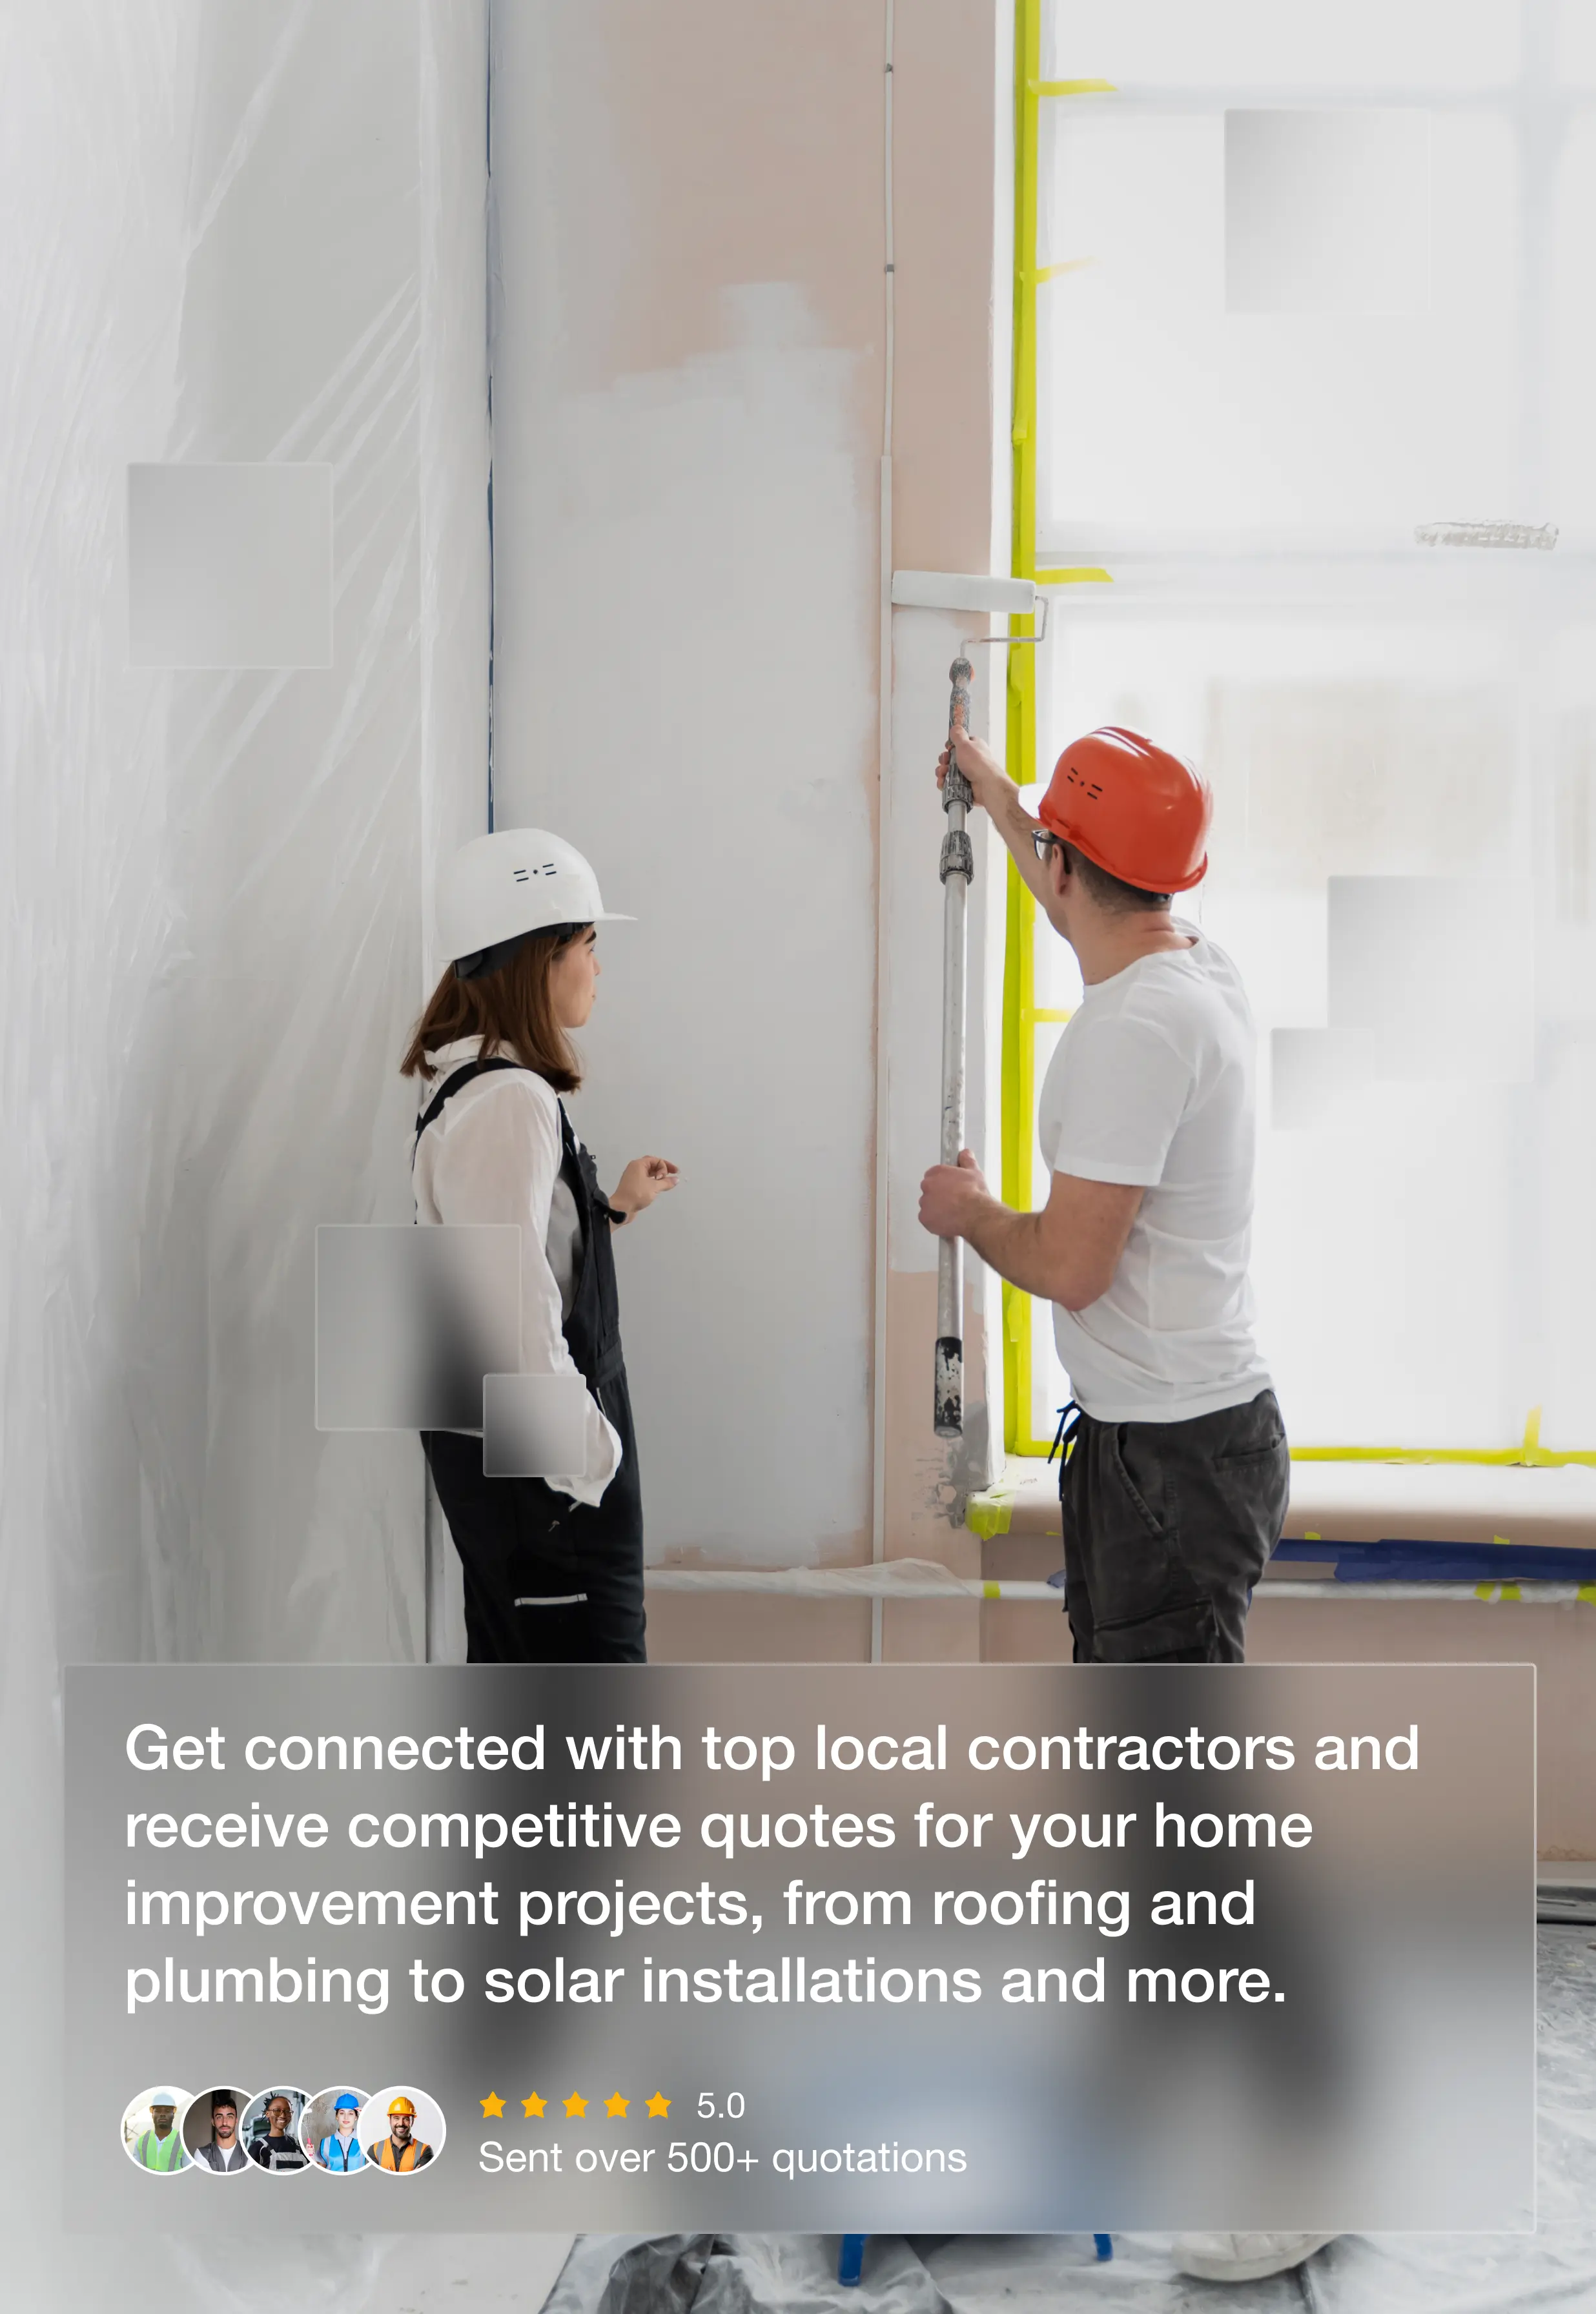 Get connected with top local contractors and
receive competitive quotes for your home
improvement projects, from roofing and
plumbing to solar installations and more.
5.0
Sent over 500+ quotations